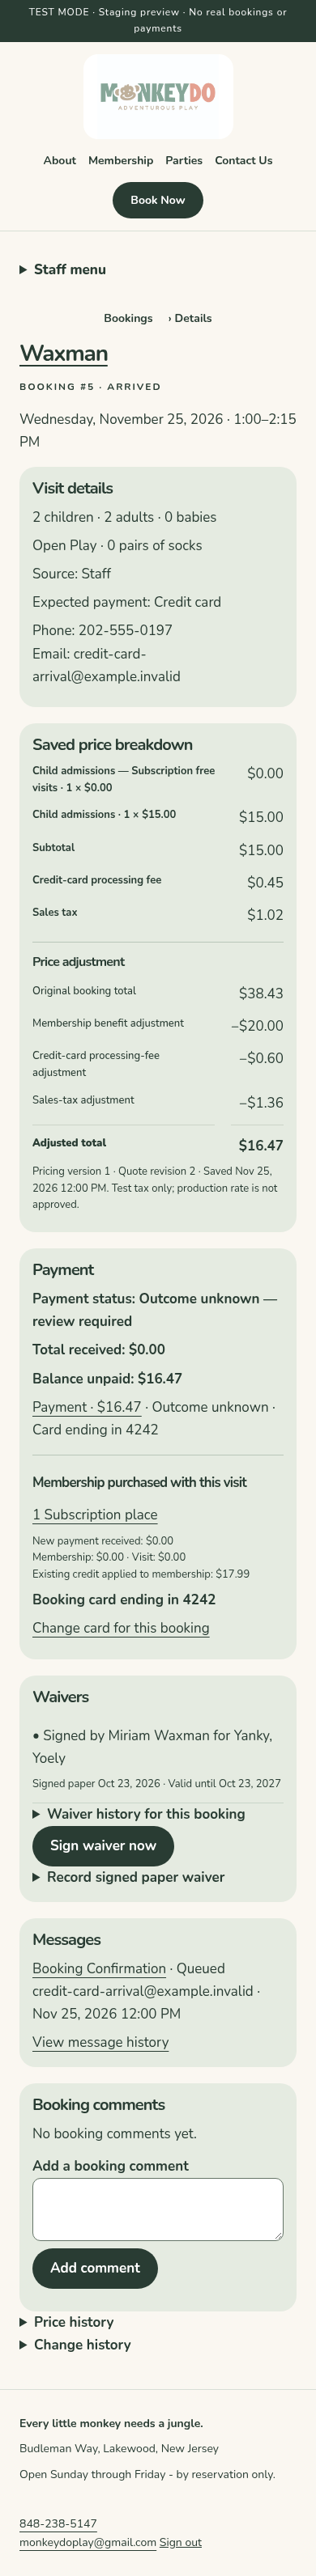 TEST MODE · Staging preview · No real bookings or
payments
MONKEYDO
ADVENTUROUS PLAY
About Membership Parties Contact Us
Book Now
▶ Staff menu
Bookings › Details
Waxman
BOOKING #5 · ARRIVED
Wednesday, November 25, 2026 · 1:00–2:15
PM
Visit details
2 children · 2 adults · 0 babies
Open Play · 0 pairs of socks
Source: Staff
Expected payment: Credit card
Phone: 202-555-0197
Email: credit-card-
arrival@example.invalid
Saved price breakdown
Child admissions — Subscription free
visits · 1 × $0.00 $0.00
Child admissions · 1 × $15.00 $15.00
Subtotal $15.00
Credit-card processing fee $0.45
Sales tax $1.02
Price adjustment
Original booking total $38.43
Membership benefit adjustment –$20.00
Credit-card processing-fee
adjustment –$0.60
Sales-tax adjustment –$1.36
Adjusted total $16.47
Pricing version 1 · Quote revision 2 · Saved Nov 25,
2026 12:00 PM. Test tax only; production rate is not
approved.
Payment
Payment status: Outcome unknown —
review required
Total received: $0.00
Balance unpaid: $16.47
Payment · $16.47 · Outcome unknown ·
Card ending in 4242
Membership purchased with this visit
1 Subscription place
New payment received: $0.00
Membership: $0.00 · Visit: $0.00
Existing credit applied to membership: $17.99
Booking card ending in 4242
Change card for this booking
Waivers
• Signed by Miriam Waxman for Yanky,
Yoely
Signed paper Oct 23, 2026 · Valid until Oct 23, 2027
▶ Waiver history for this booking
Sign waiver now
▶ Record signed paper waiver
Messages
Booking Confirmation · Queued
credit-card-arrival@example.invalid ·
Nov 25, 2026 12:00 PM
View message history
Booking comments
No booking comments yet.
Add a booking comment
Add comment
▶ Price history
▶ Change history
Every little monkey needs a jungle.
Budleman Way, Lakewood, New Jersey
Open Sunday through Friday - by reservation only.
848-238-5147
monkeydoplay@gmail.com Sign out